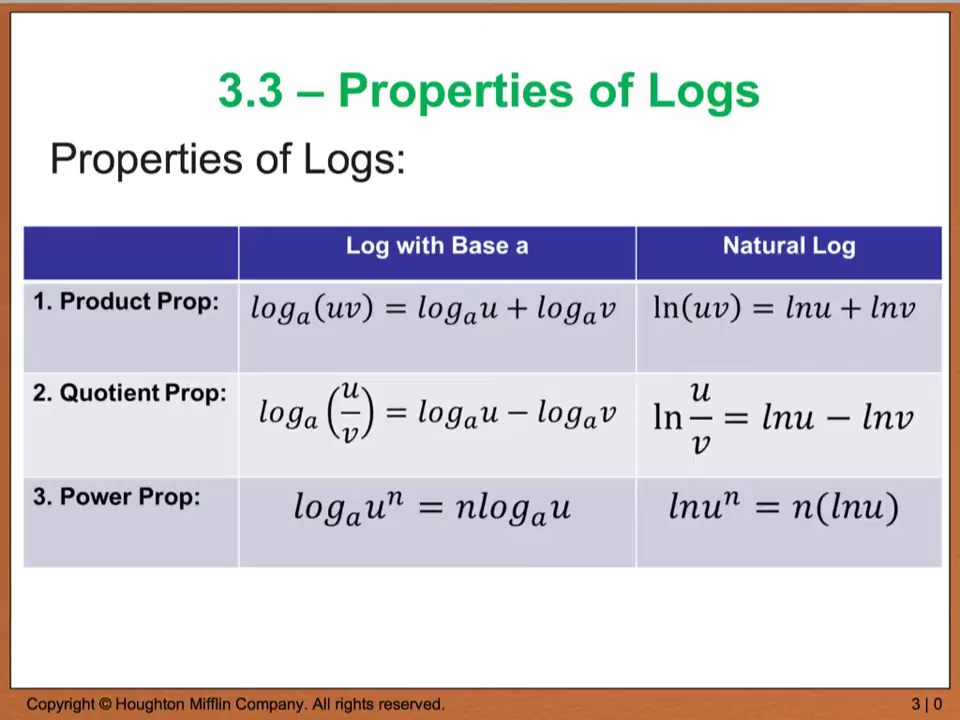 3.3 – Properties of Logs
Properties of Logs:
Log with Base a
Natural Log
1. Product Prop:
logₐ(uv) = logₐu + logₐv
ln(uv) = lnu + lnv
2. Quotient Prop:
logₐ(u/v) = logₐu − logₐv
ln u/v = lnu − lnv
3. Power Prop:
logₐuⁿ = nlogₐu
lnuⁿ = n(lnu)
Copyright © Houghton Mifflin Company. All rights reserved.
3 | 0